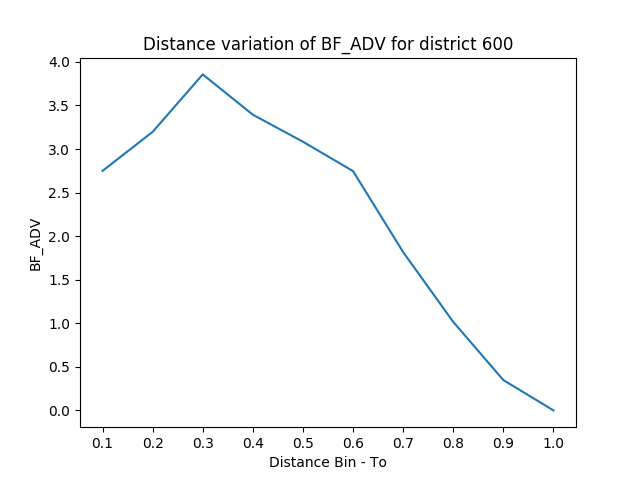 Distance variation of BF_ADV for district 600
4.0
3.5
3.0
2.5
2.0
1.5
1.0
0.5
0.0
BF_ADV
0.1 0.2 0.3 0.4 0.5 0.6 0.7 0.8 0.9 1.0
Distance Bin - To